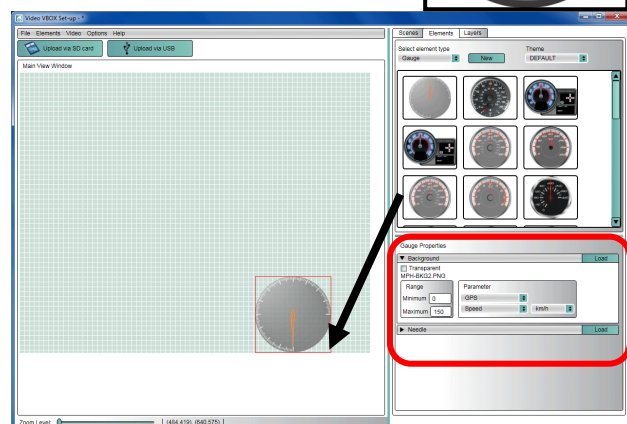 Video VBOX Set-up - *
File Elements Video Options Help
Upload via SD card Upload via USB
Main View Window
Scenes Elements Layers
Select element type Theme
Gauge New DEFAULT
Gauge Properties
Background Load
Transparent
MPH-BKG2.PNG
Range Parameter
Minimum 0 GPS
Maximum 150 Speed km/h
Needle Load
Zoom Level (484,419), (640,575)